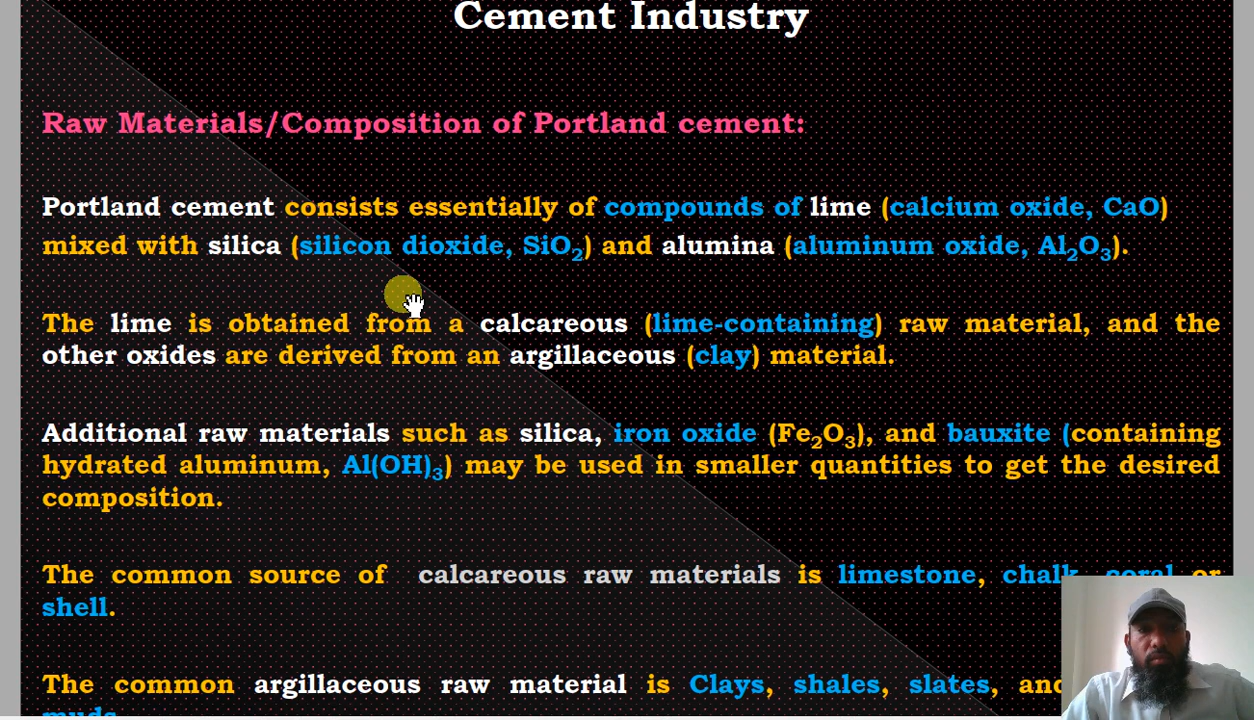 Cement Industry
Raw Materials/Composition of Portland cement:
Portland cement consists essentially of compounds of lime (calcium oxide, CaO)
mixed with silica (silicon dioxide, SiO₂) and alumina (aluminum oxide, Al₂O₃).
The lime is obtained from a calcareous (lime-containing) raw material, and the
other oxides are derived from an argillaceous (clay) material.
Additional raw materials such as silica, iron oxide (Fe₂O₃), and bauxite (containing
hydrated aluminum, Al(OH)₃) may be used in smaller quantities to get the desired
composition.
The common source of calcareous raw materials is limestone, chalk, coral or
shell.
The common argillaceous raw material is Clays, shales, slates, and
muds